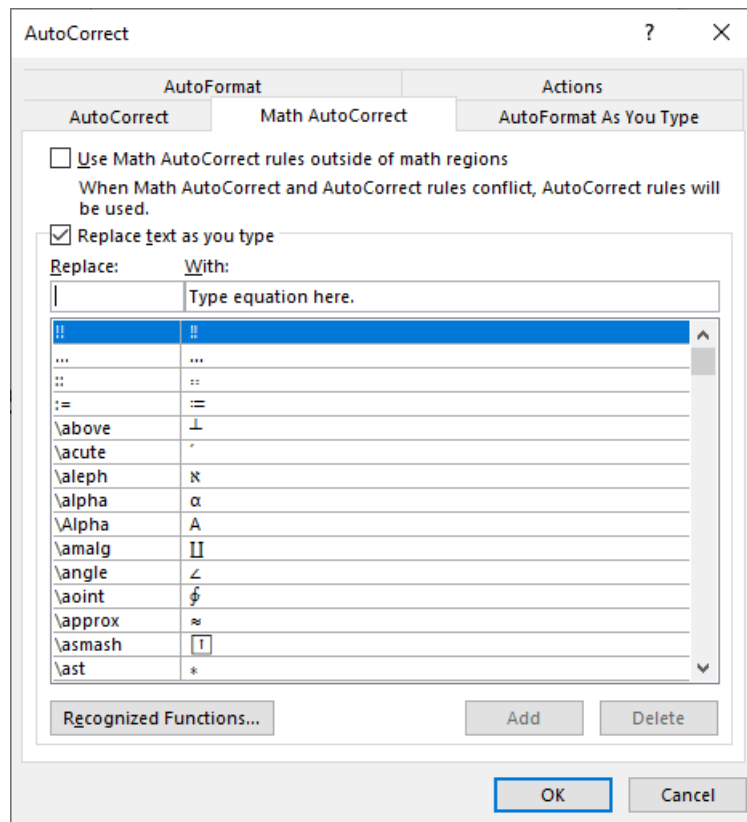 AutoCorrect ? ✕
AutoFormat Actions
AutoCorrect Math AutoCorrect AutoFormat As You Type
Use Math AutoCorrect rules outside of math regions
When Math AutoCorrect and AutoCorrect rules conflict, AutoCorrect rules will
be used.
Replace text as you type
Replace: With:
Type equation here.
!! ‼
... …
:: ∷
:= ≔
\above ┴
\acute ́
\aleph ℵ
\alpha α
\Alpha Α
\amalg ∐
\angle ∠
\aoint ∳
\approx ≈
\asmash ⬆
\ast ∗
Recognized Functions... Add Delete
OK Cancel